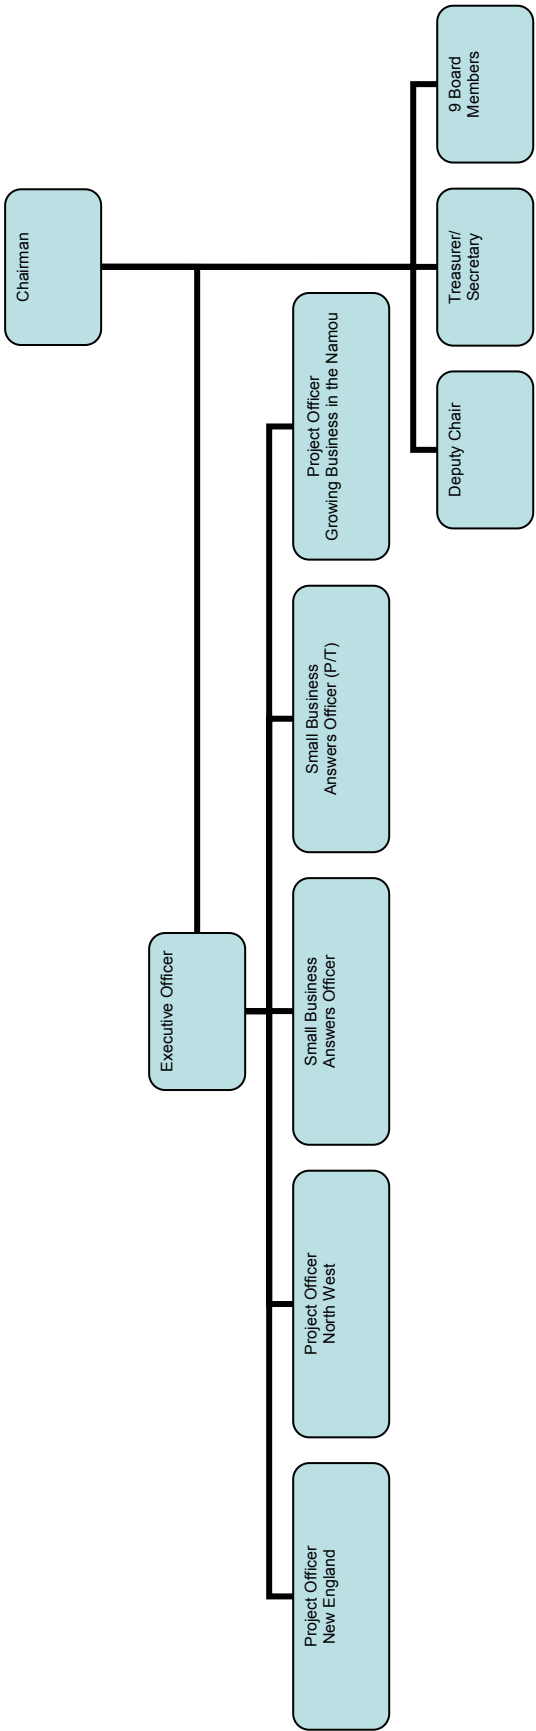 Chairman
Executive Officer
Project Officer
New England
Project Officer
North West
Small Business
Answers Officer
Small Business
Answers Officer (P/T)
Project Officer
Growing Business in the Namou
Deputy Chair
Treasurer/
Secretary
9 Board
Members